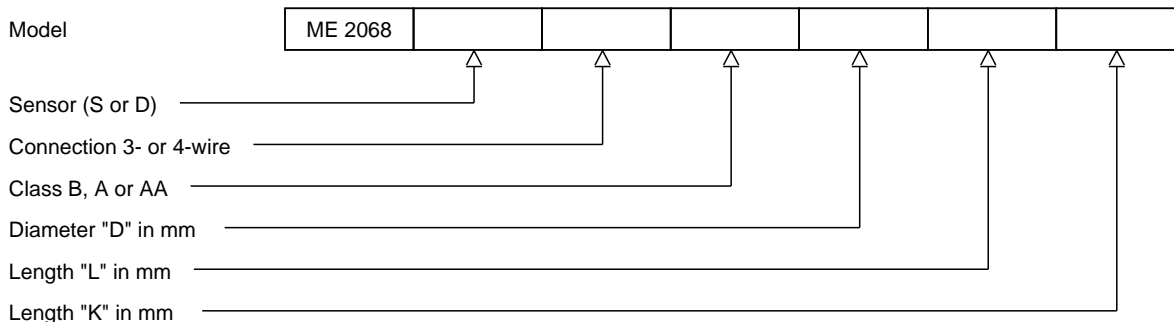 Model ME 2068
Sensor (S or D)
Connection 3- or 4-wire
Class B, A or AA
Diameter "D" in mm
Length "L" in mm
Length "K" in mm